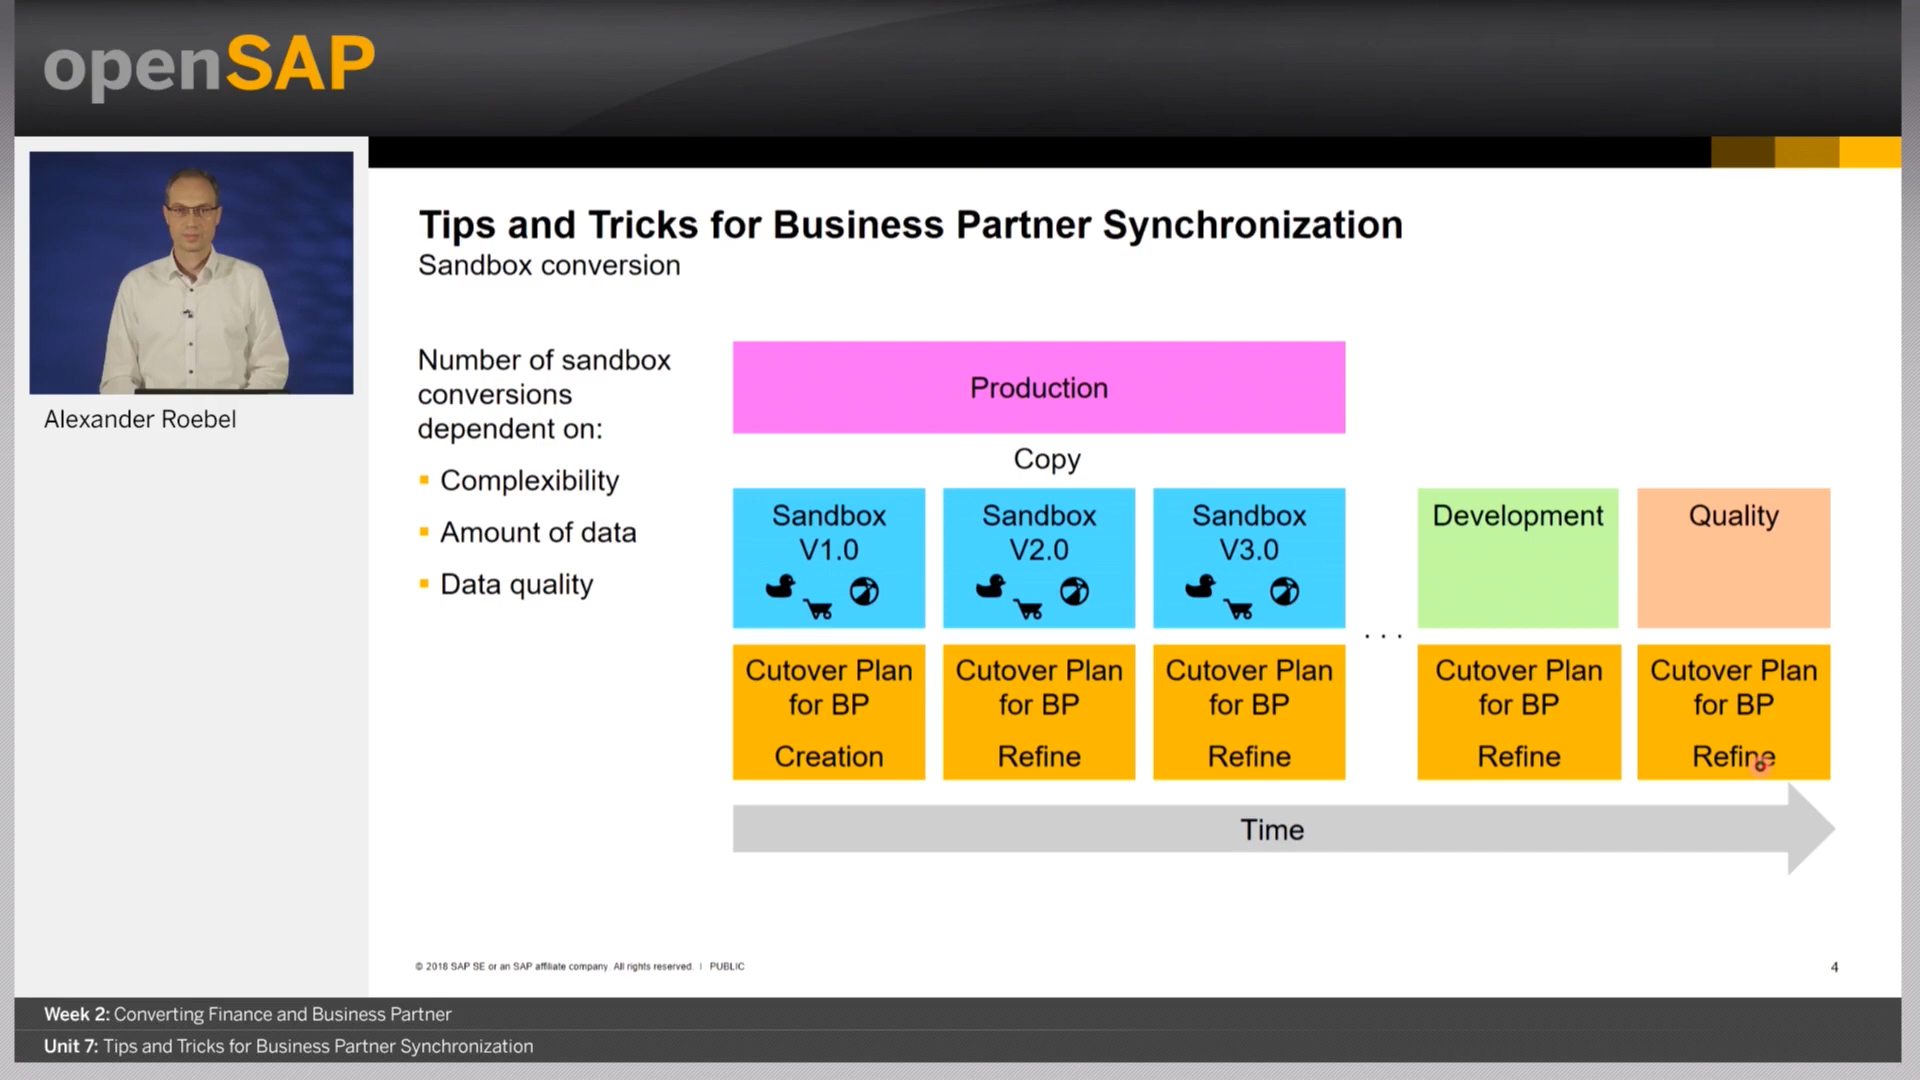 openSAP
Alexander Roebel
Tips and Tricks for Business Partner Synchronization
Sandbox conversion
Number of sandbox
conversions
dependent on:
Complexibility
Amount of data
Data quality
Production
Copy
Sandbox
V1.0
Sandbox
V2.0
Sandbox
V3.0
. . .
Development
Quality
Cutover Plan
for BP
Creation
Cutover Plan
for BP
Refine
Cutover Plan
for BP
Refine
Cutover Plan
for BP
Refine
Cutover Plan
for BP
Refine
Time
© 2018 SAP SE or an SAP affiliate company. All rights reserved. | PUBLIC
4
Week 2: Converting Finance and Business Partner
Unit 7: Tips and Tricks for Business Partner Synchronization